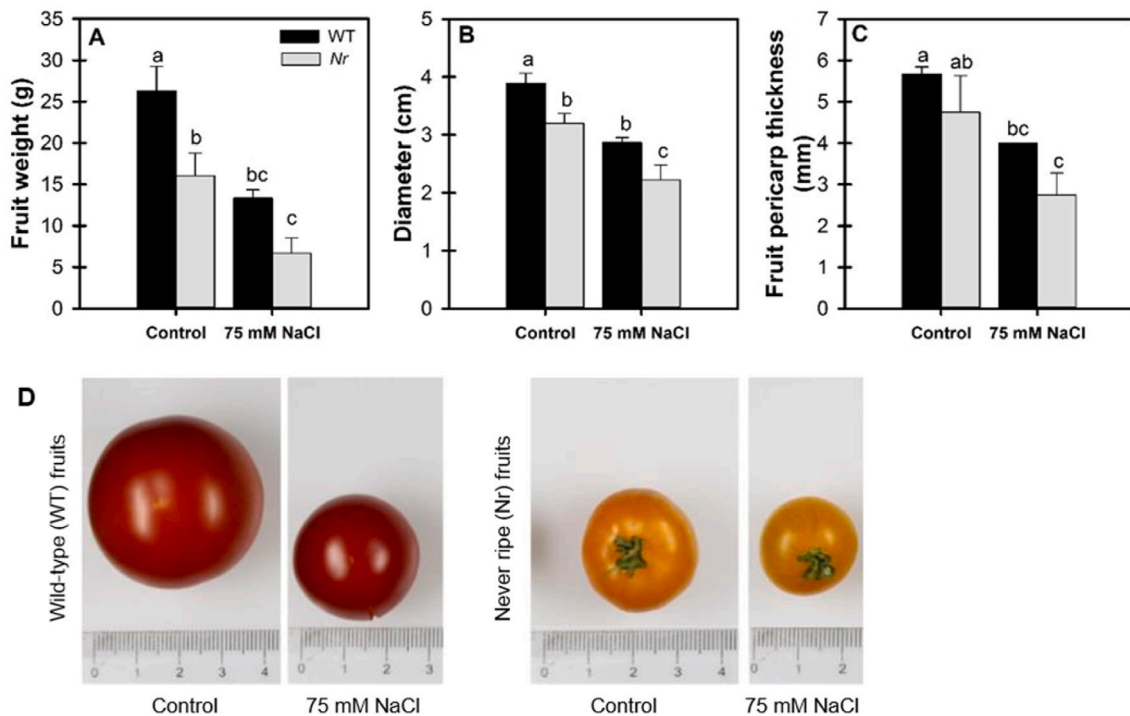 A
WT
Nr
Fruit weight (g)
35
30
25
20
15
10
5
0
a
b
bc
c
Control
75 mM NaCl
B
Diameter (cm)
5
4
3
2
1
0
a
b
b
c
Control
75 mM NaCl
C
Fruit pericarp thickness
(mm)
7
6
5
4
3
2
1
0
a
ab
bc
c
Control
75 mM NaCl
D
Wild-type (WT) fruits
0 1 2 3 4
Control
0 1 2 3
75 mM NaCl
Never ripe (Nr) fruits
0 1 2 3 4
Control
0 1 2
75 mM NaCl